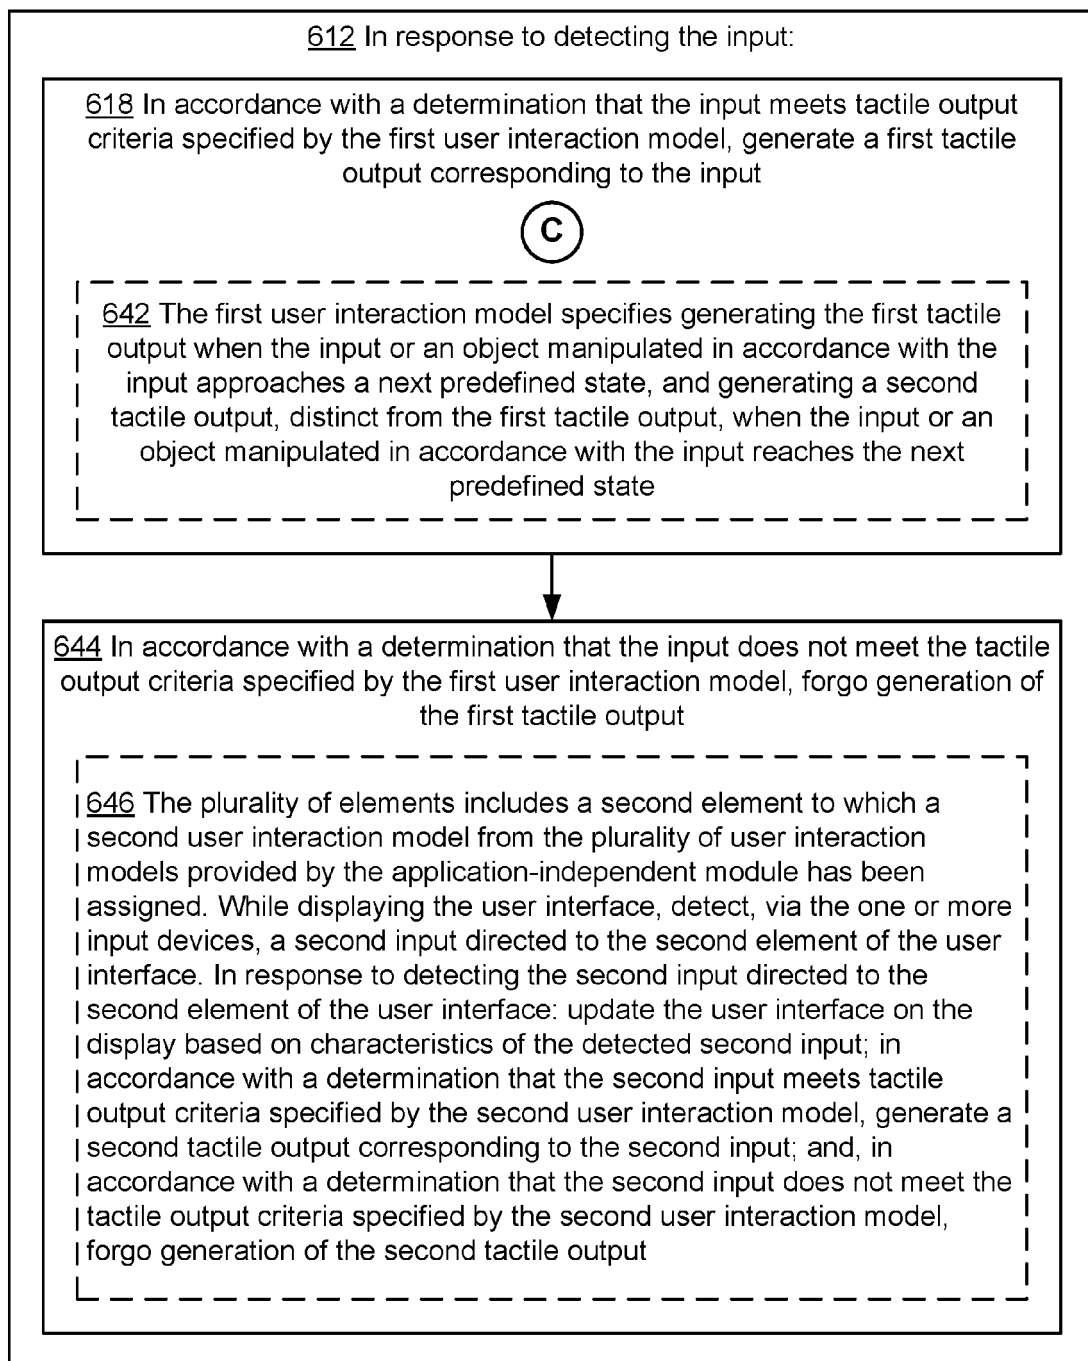 612 In response to detecting the input:
618 In accordance with a determination that the input meets tactile output
criteria specified by the first user interaction model, generate a first tactile
output corresponding to the input
C
642 The first user interaction model specifies generating the first tactile
output when the input or an object manipulated in accordance with the
input approaches a next predefined state, and generating a second
tactile output, distinct from the first tactile output, when the input or an
object manipulated in accordance with the input reaches the next
predefined state
644 In accordance with a determination that the input does not meet the tactile
output criteria specified by the first user interaction model, forgo generation of
the first tactile output
646 The plurality of elements includes a second element to which a
second user interaction model from the plurality of user interaction
models provided by the application-independent module has been
assigned. While displaying the user interface, detect, via the one or more
input devices, a second input directed to the second element of the user
interface. In response to detecting the second input directed to the
second element of the user interface: update the user interface on the
display based on characteristics of the detected second input; in
accordance with a determination that the second input meets tactile
output criteria specified by the second user interaction model, generate a
second tactile output corresponding to the second input; and, in
accordance with a determination that the second input does not meet the
tactile output criteria specified by the second user interaction model,
forgo generation of the second tactile output